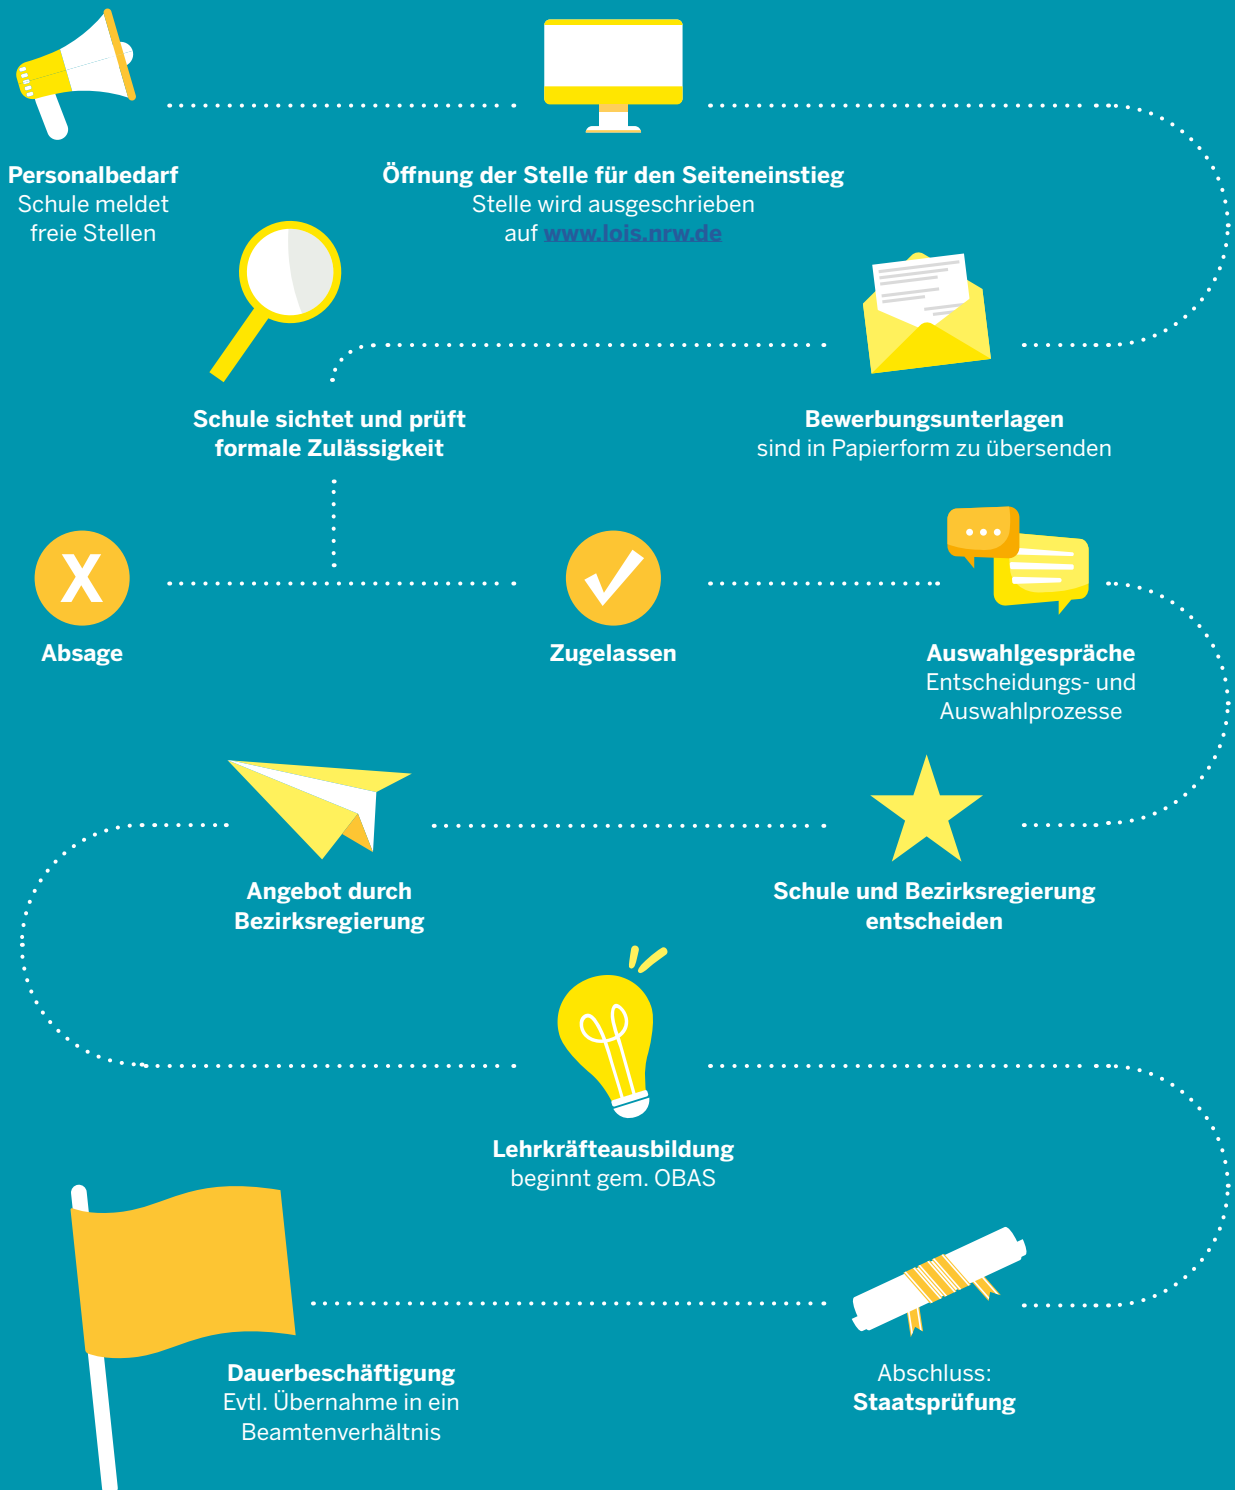 Personalbedarf
Schule meldet
freie Stellen
Öffnung der Stelle für den Seiteneinstieg
Stelle wird ausgeschrieben
auf www.lois.nrw.de
Bewerbungsunterlagen
sind in Papierform zu übersenden
Schule sichtet und prüft
formale Zulässigkeit
X
Absage
Zugelassen
Auswahlgespräche
Entscheidungs- und
Auswahlprozesse
Schule und Bezirksregierung
entscheiden
Angebot durch
Bezirksregierung
Lehrkräfteausbildung
beginnt gem. OBAS
Abschluss:
Staatsprüfung
Dauerbeschäftigung
Evtl. Übernahme in ein
Beamtenverhältnis